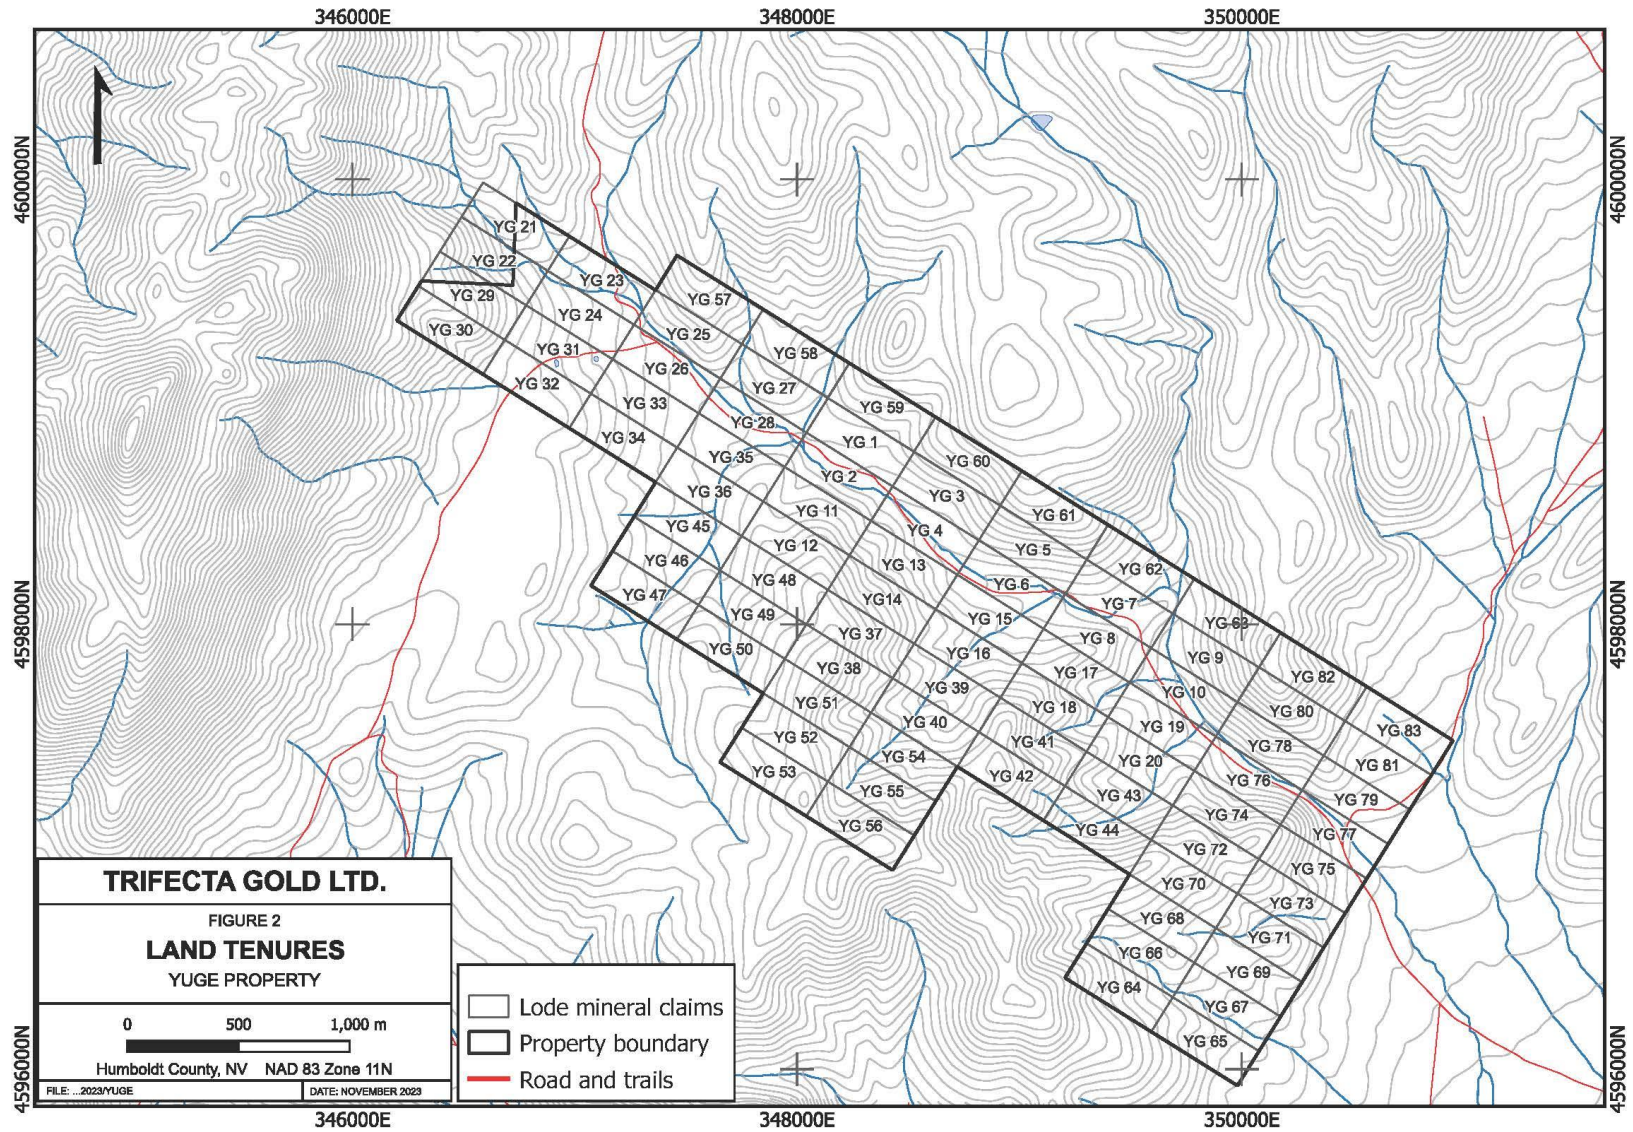 346000E
348000E
350000E
4600000N
4600000N
YG 21
YG 22
YG 23
YG 29
YG 57
YG 24
YG 30
YG 25
YG 31
YG 58
YG 26
YG 32
YG 27
YG 33
YG 59
YG 28
YG 34
YG 1
YG 35
YG 60
YG 2
YG 36
YG 3
YG 11
YG 61
YG 45
YG 4
YG 12
YG 5
YG 46
YG 13
YG 62
YG 48
YG 6
YG 47
YG14
YG 7
YG 49
YG 15
YG 63
YG 37
YG 8
YG 50
YG 16
YG 9
YG 38
YG 17
YG 82
YG 39
YG 10
YG 51
YG 18
YG 80
YG 40
YG 19
YG 83
YG 52
YG 41
YG 78
YG 54
YG 20
YG 81
YG 53
YG 42
YG 76
YG 55
YG 43
YG 79
YG 56
YG 74
YG 44
YG 77
YG 72
YG 75
YG 70
YG 73
YG 68
YG 71
YG 66
YG 69
YG 64
YG 67
YG 65
4598000N
4598000N
TRIFECTA GOLD LTD.
FIGURE 2
LAND TENURES
YUGE PROPERTY
0 500 1,000 m
Humboldt County, NV NAD 83 Zone 11N
FILE: ...2023/YUGE DATE: NOVEMBER 2023
Lode mineral claims
Property boundary
Road and trails
4596000N
4596000N
346000E
348000E
350000E